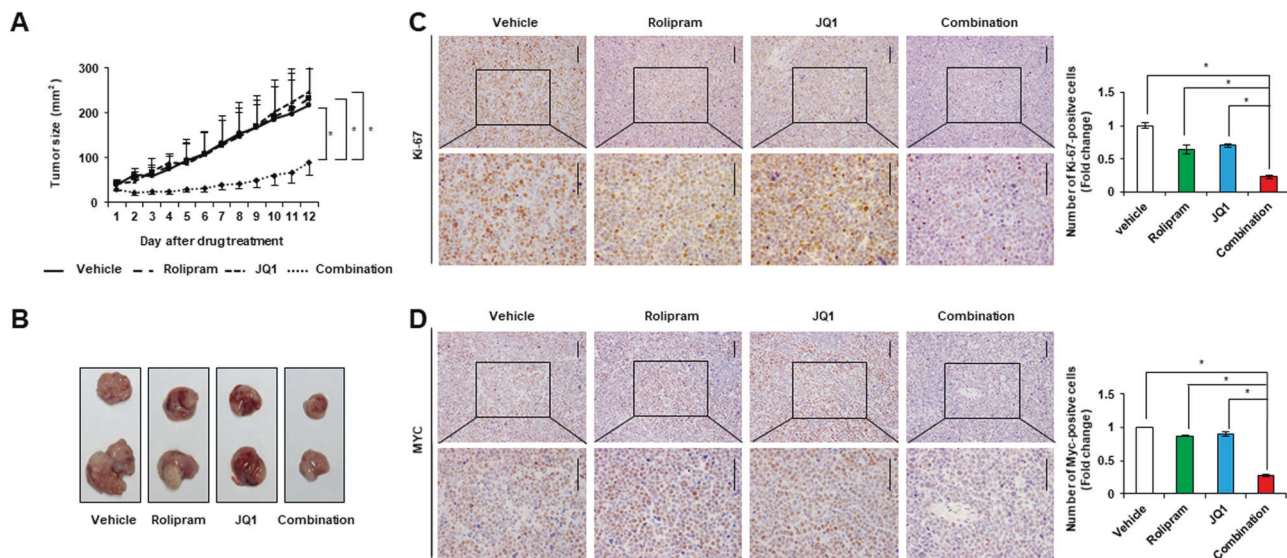 A
Tumor size (mm²)
300
200
100
0
1 2 3 4 5 6 7 8 9 10 11 12
* * *
Day after drug treatment
Vehicle Rolipram JQ1 Combination
B
Vehicle Rolipram JQ1 Combination
C
Vehicle Rolipram JQ1 Combination
Ki-67
Number of Ki-67-positve cells
(Fold change)
1.5
1
0.5
0
*
*
*
vehicle Rolipram JQ1 Combination
D
Vehicle Rolipram JQ1 Combination
MYC
Number of Myc-positve cells
(Fold change)
1.5
1
0.5
0
*
*
*
Vehicle Rolipram JQ1 Combination